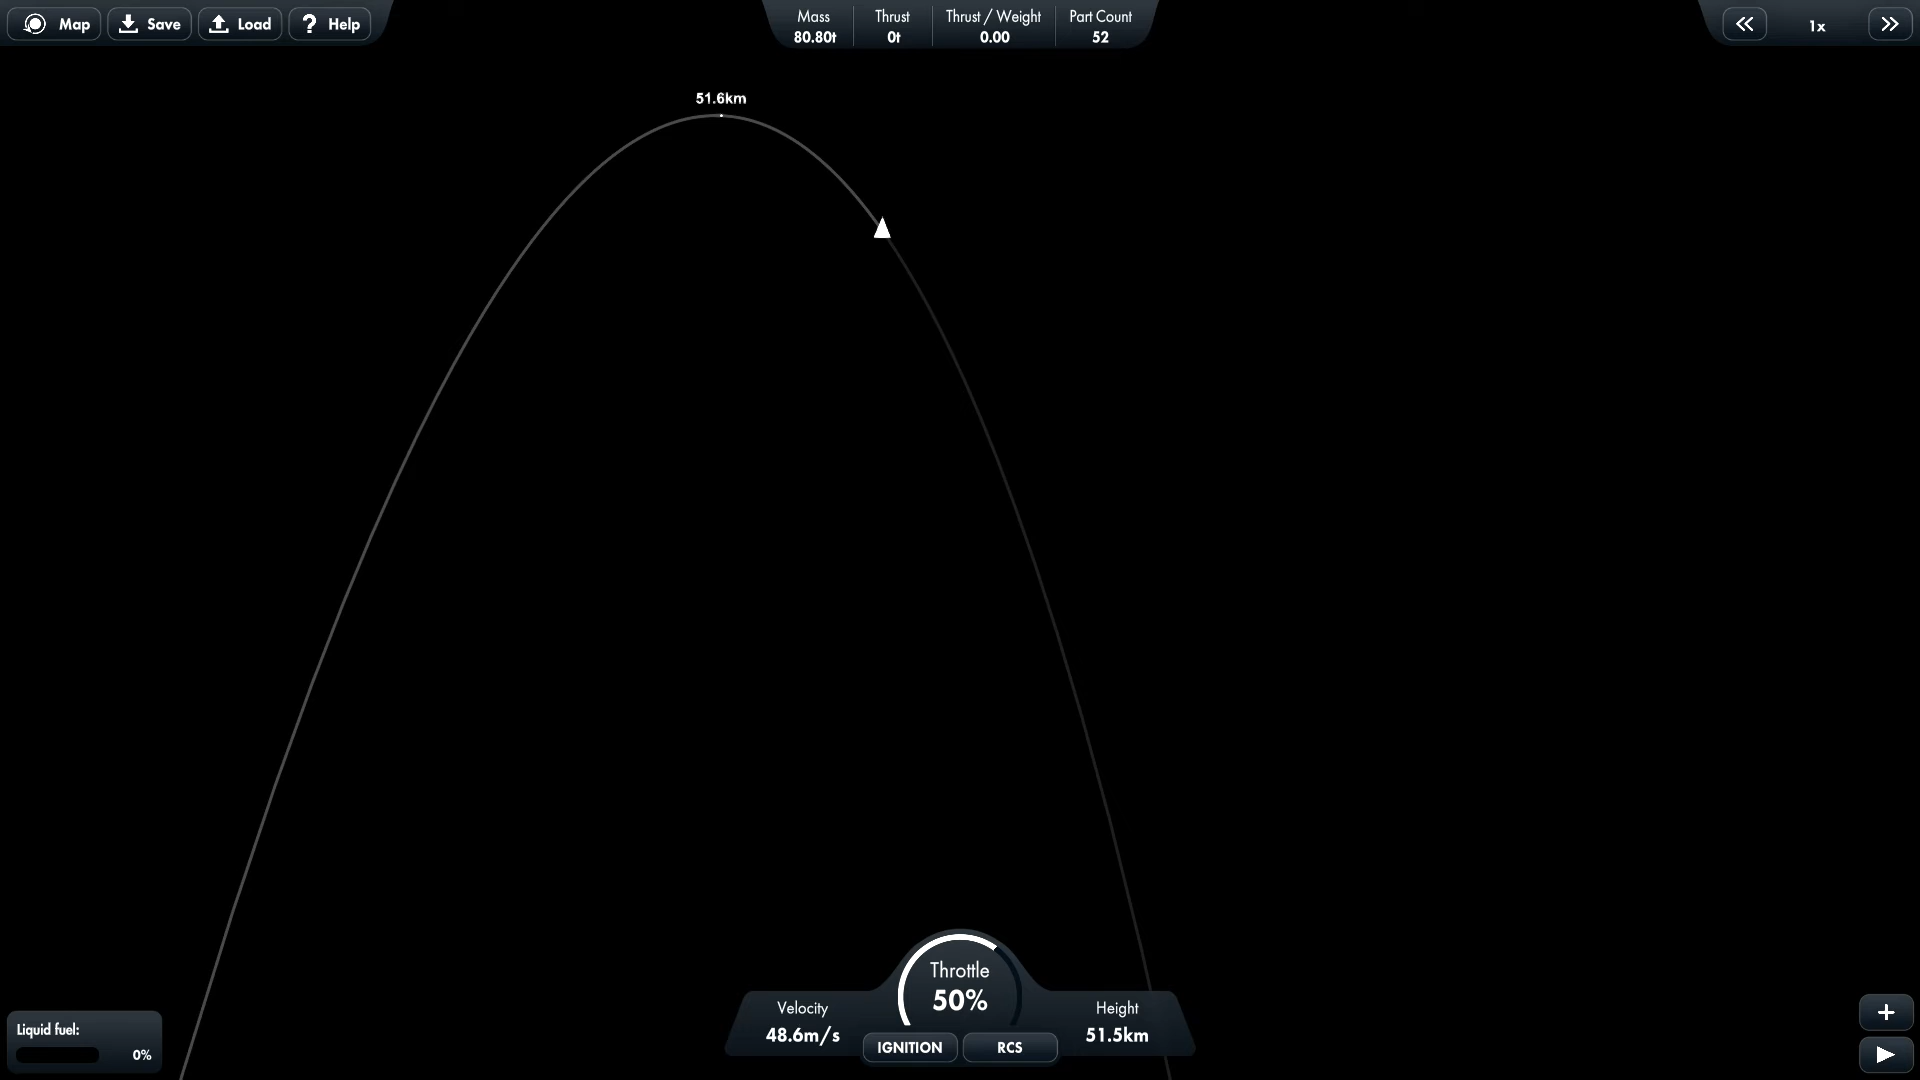 Map
Save
Load
? Help
Mass
80.80t
Thrust
0t
Thrust / Weight
0.00
Part Count
52
1x
51.6km
Throttle
50%
Velocity
48.6m/s
Height
51.5km
IGNITION
RCS
Liquid fuel:
0%